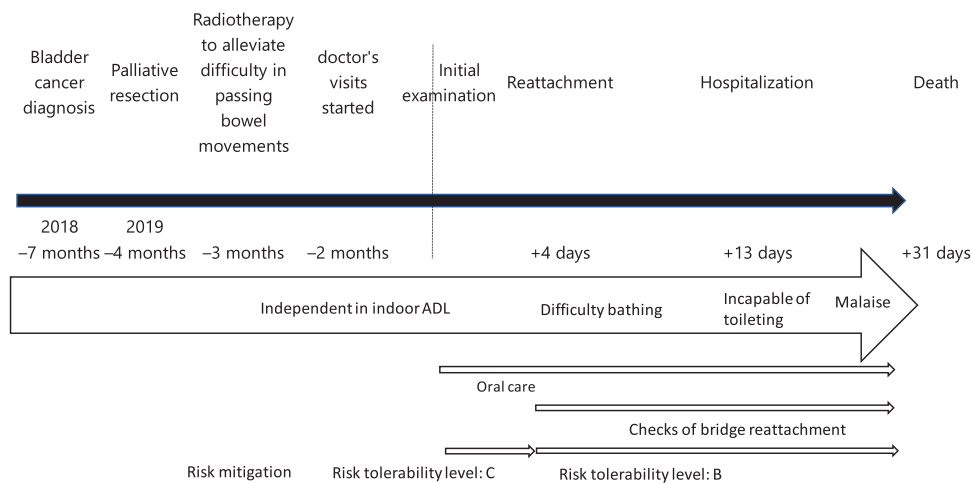 Bladder
cancer
diagnosis
Palliative
resection
Radiotherapy
to alleviate
difficulty in
passing
bowel
movements
doctor's
visits
started
Initial
examination
Reattachment
Hospitalization
Death
2018
–7 months
2019
–4 months
–3 months
–2 months
+4 days
+13 days
+31 days
Independent in indoor ADL
Difficulty bathing
Incapable of
toileting
Malaise
Oral care
Checks of bridge reattachment
Risk mitigation
Risk tolerability level: C
Risk tolerability level: B